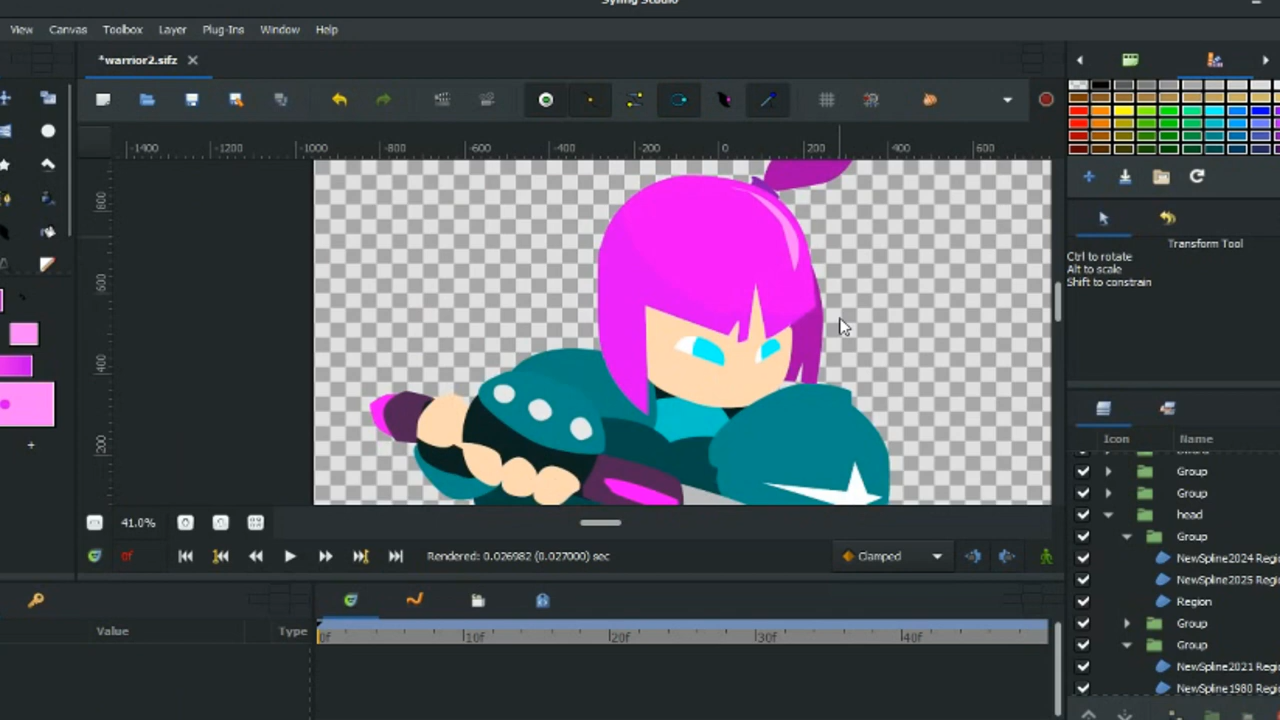 Synfig Studio
View Canvas Toolbox Layer Plug-Ins Window Help
*warrior2.sifz
-1400 -1200 -1000 -800 -600 -400 -200 0 200 400 600
800
600
400
200
Transform Tool
Ctrl to rotate
Alt to scale
Shift to constrain
Icon Name
Group
Group
head
Group
NewSpline2024 Regi
NewSpline2025 Regi
Region
Group
Group
NewSpline2021 Regi
NewSpline1980 Regi
41.0%
0f Rendered: 0.026982 (0.027000) sec Clamped
Value Type
0f 10f 20f 30f 40f